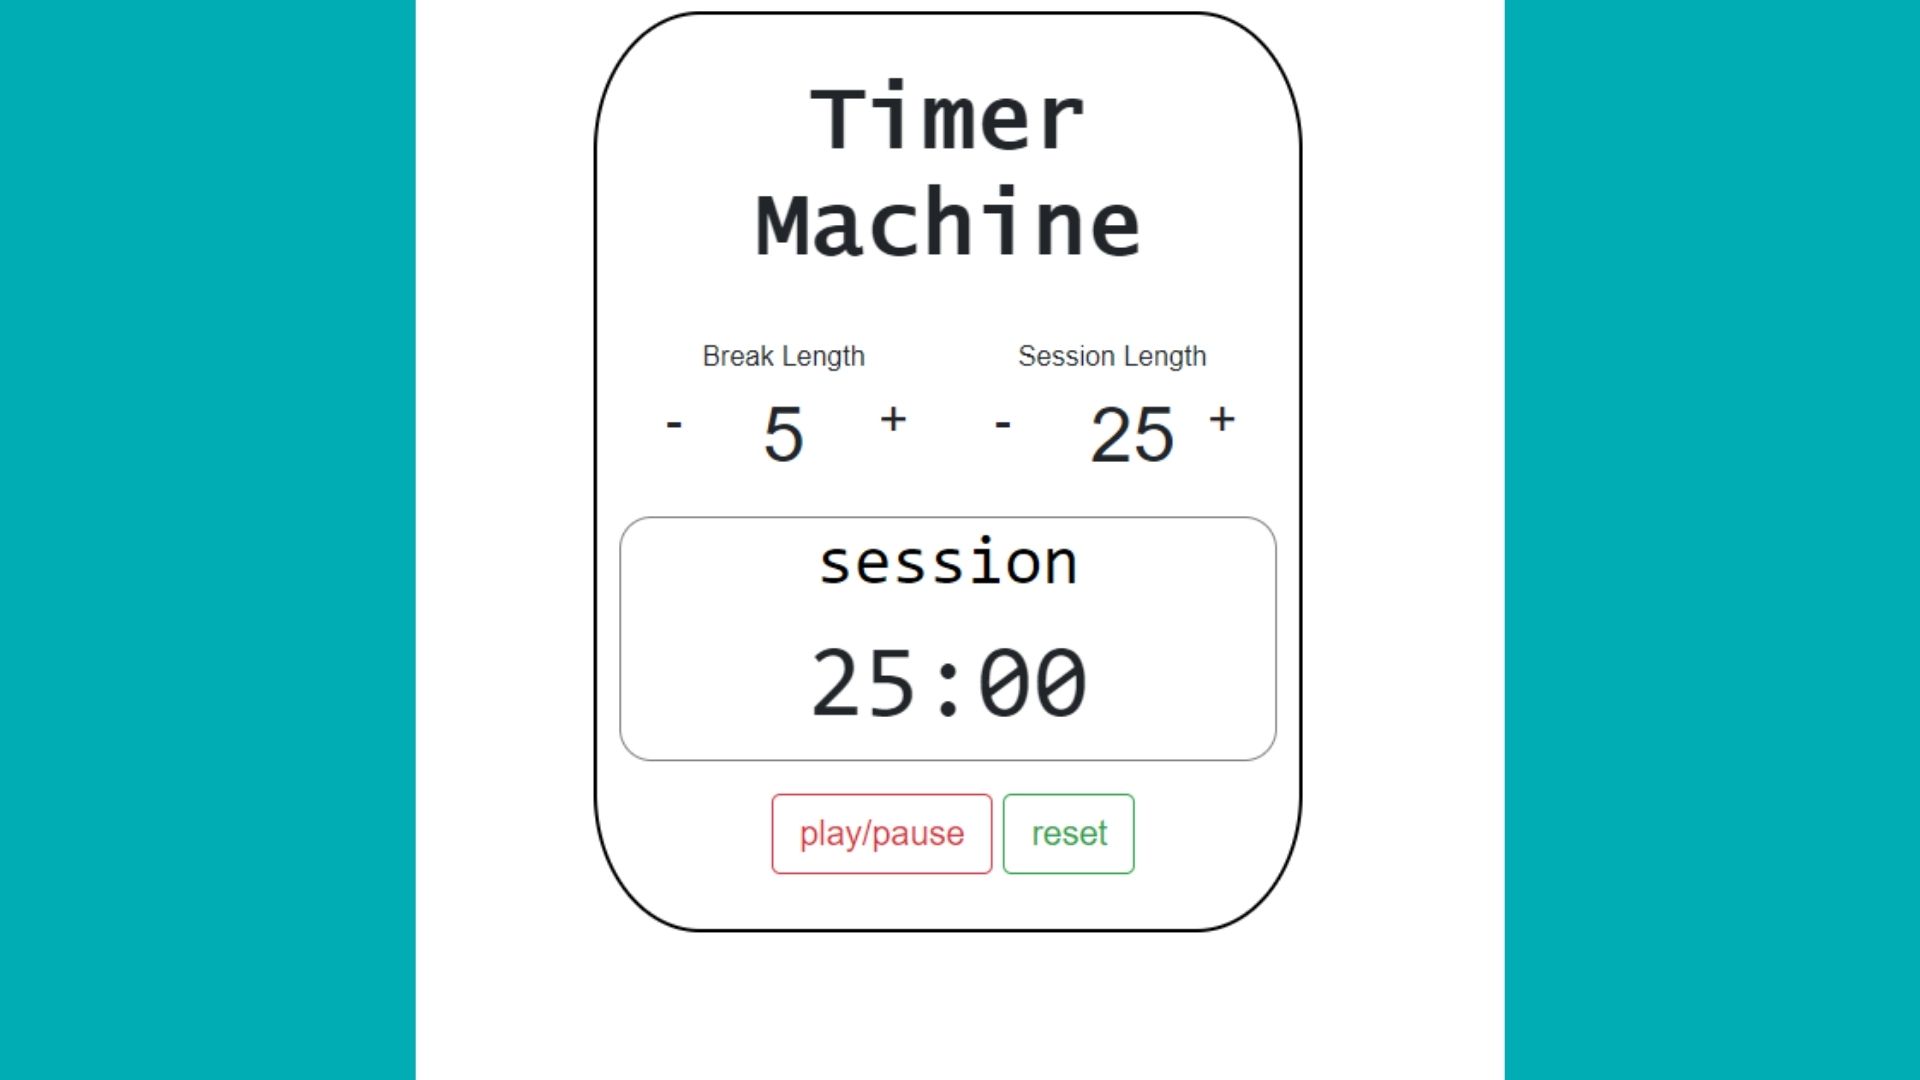 Timer
Machine
Break Length
Session Length
- 5 +
- 25 +
session
25:00
play/pause
reset